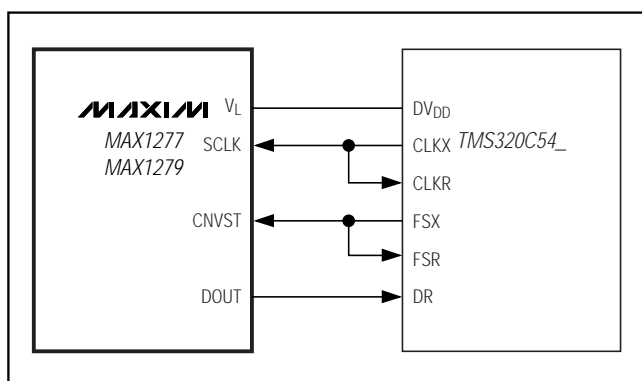 MAXIM
MAX1277
MAX1279
VL
SCLK
CNVST
DOUT
DVDD
CLKX
TMS320C54_
CLKR
FSX
FSR
DR